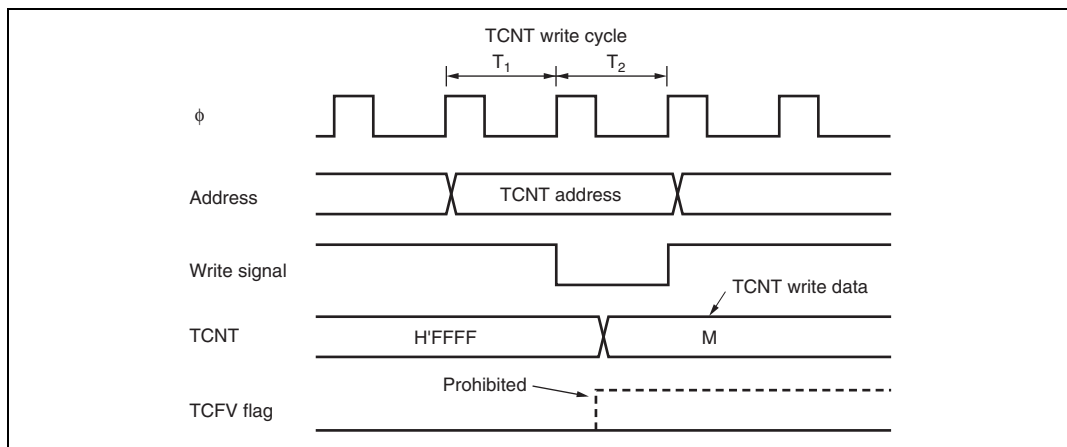 TCNT write cycle
T1 T2
ϕ
Address
TCNT address
Write signal
TCNT write data
TCNT
H'FFFF
M
Prohibited
TCFV flag